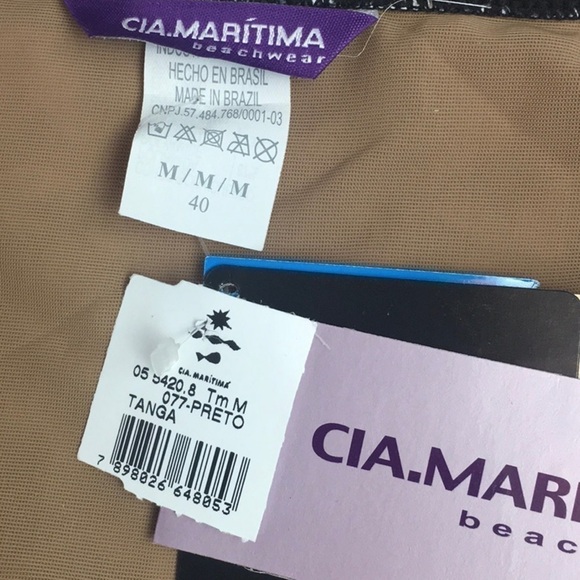 CIA.MARÍTIMA
beachwear
HECHO EN BRASIL
MADE IN BRAZIL
CNPJ.57.484.768/0001-03
M / M / M
40
CIA. MARÍTIMA
05 5420.8 Tm M
077-PRETO
TANGA
7 898026 648053
CIA.MAR
beac